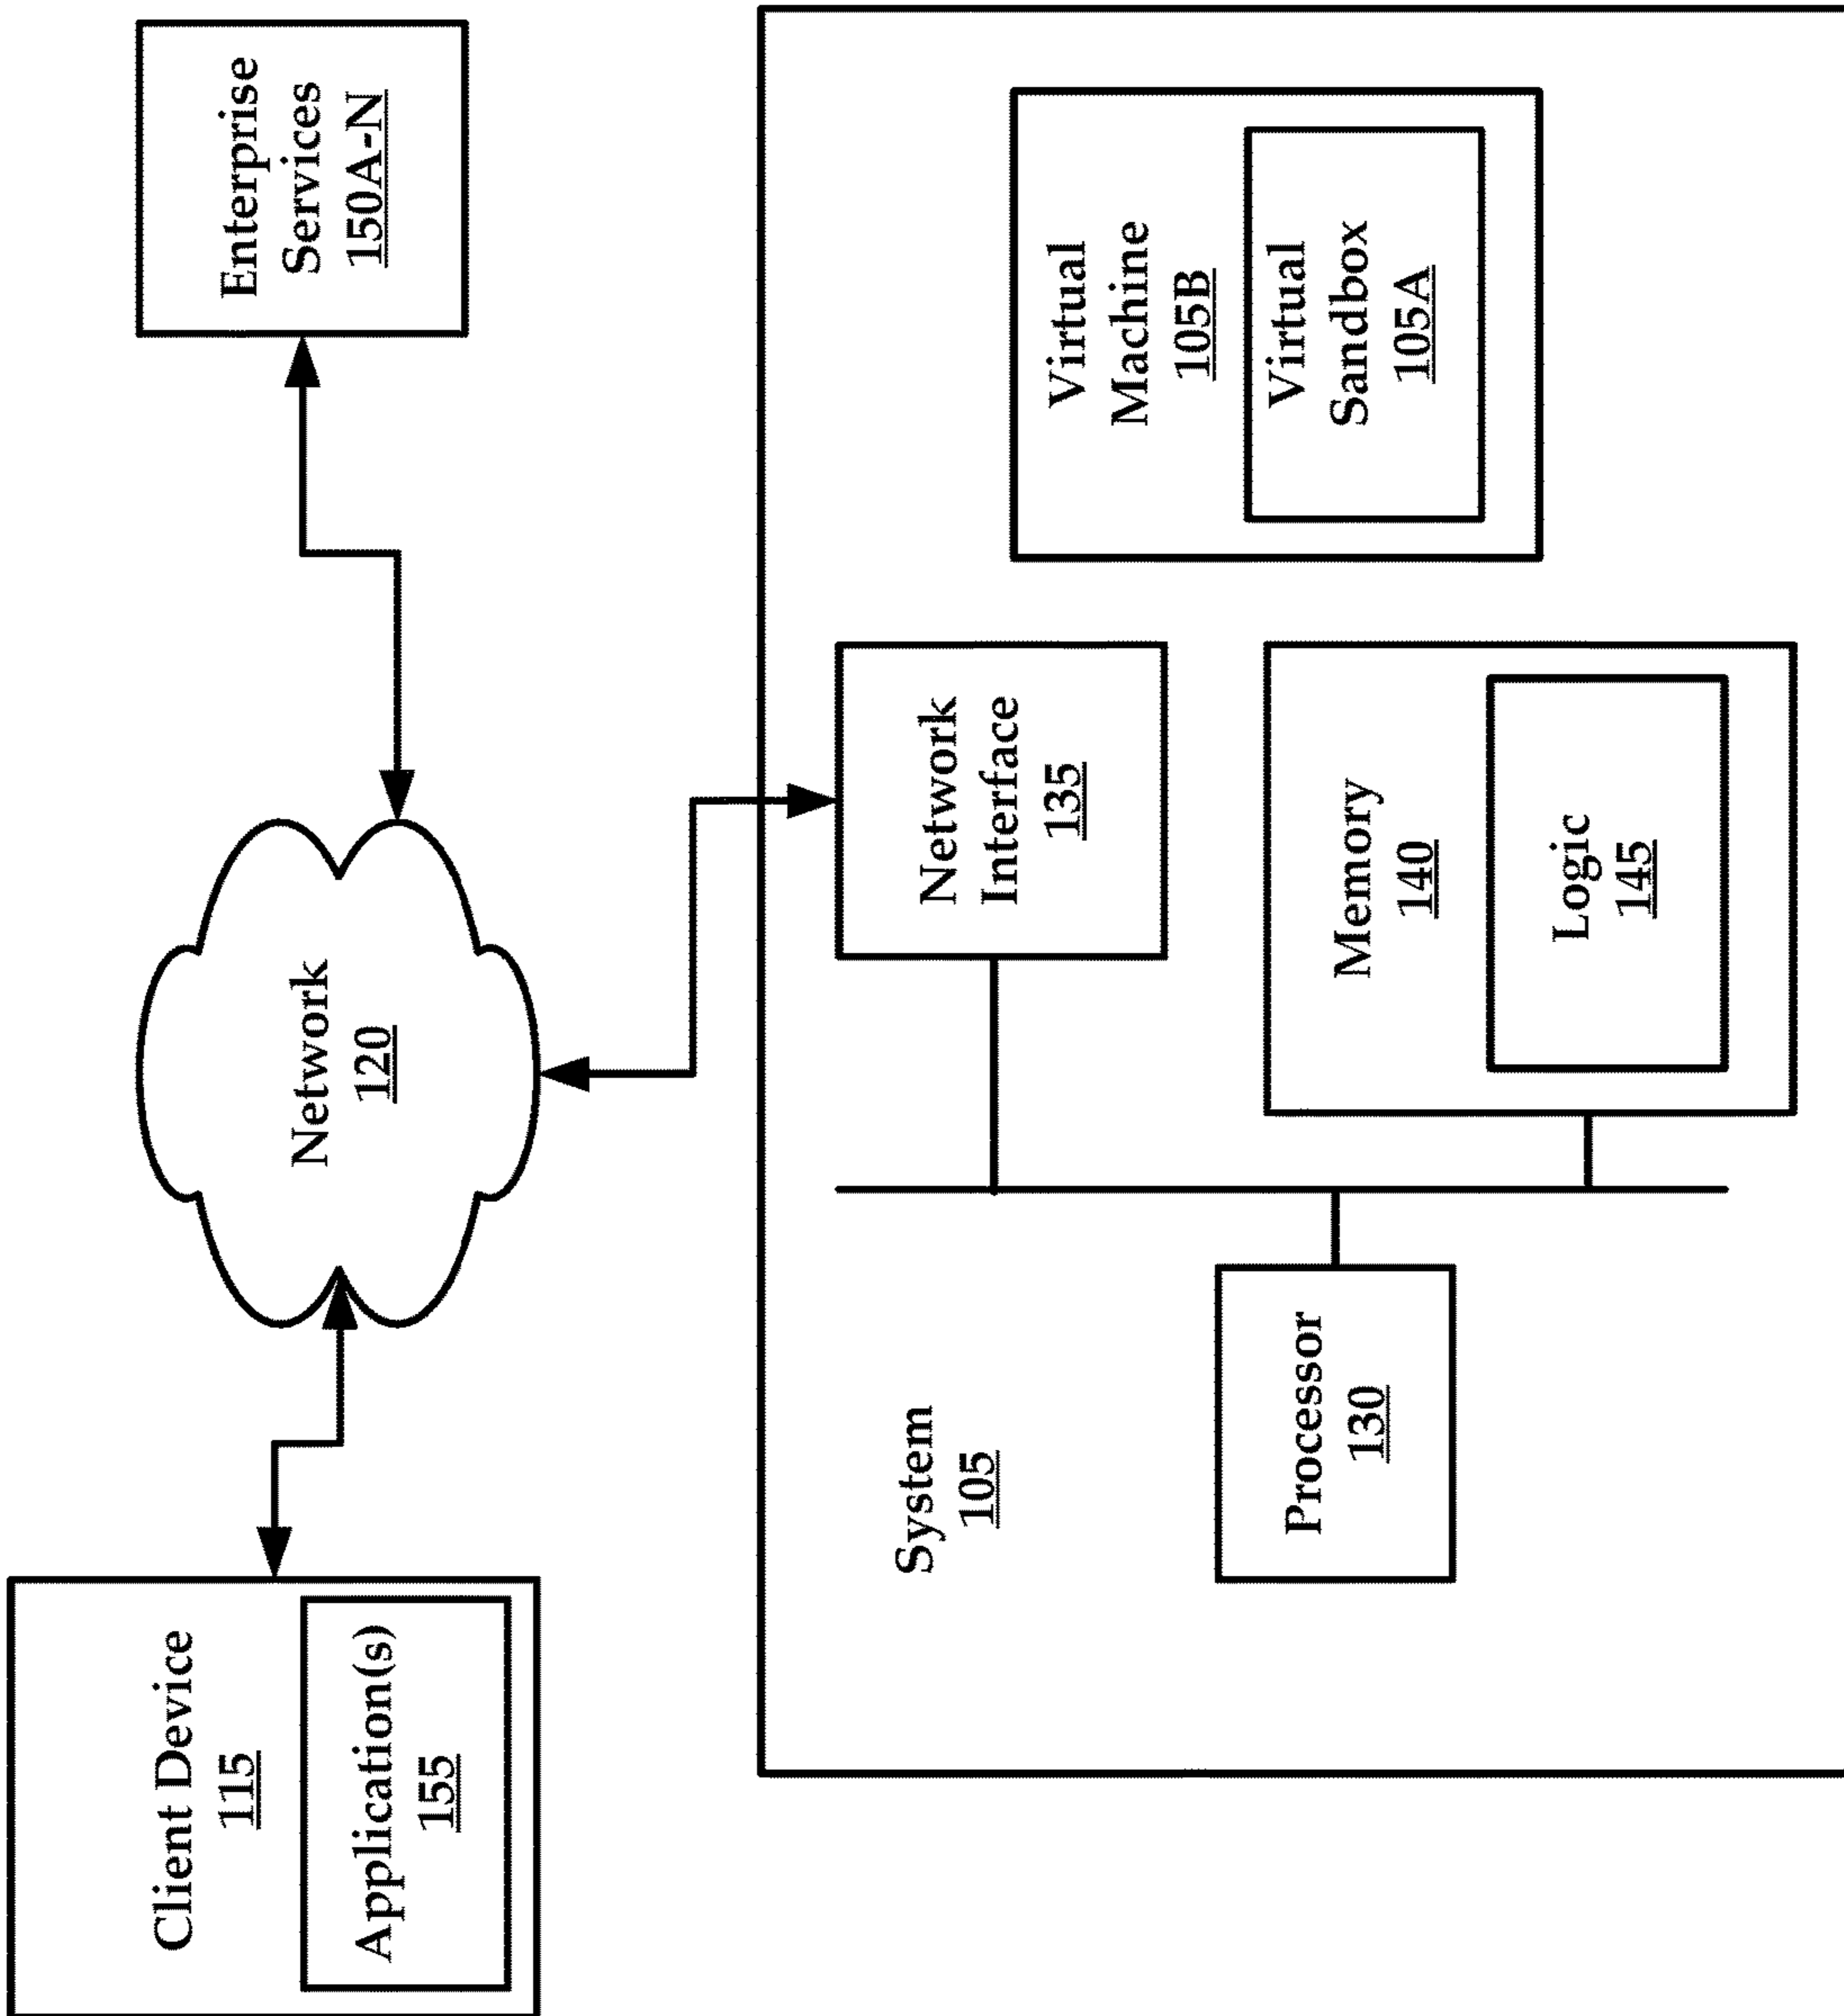 Client Device
115
Application(s)
155
Network
120
Enterprise
Services
150A-N
System
105
Processor
130
Network
Interface
135
Memory
140
Logic
145
Virtual
Machine
105B
Virtual
Sandbox
105A